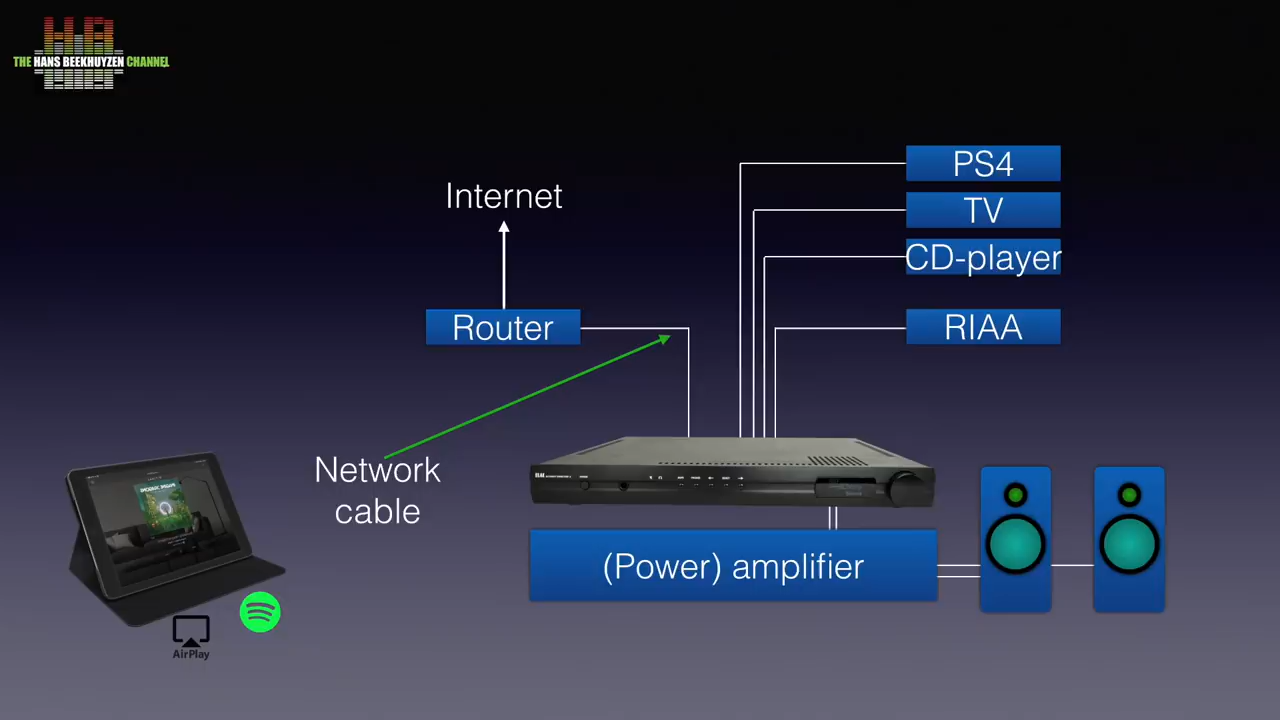 THE HANS BEEKHUYZEN CHANNEL
PS4
Internet
TV
CD-player
Router
RIAA
Network
cable
(Power) amplifier
AirPlay